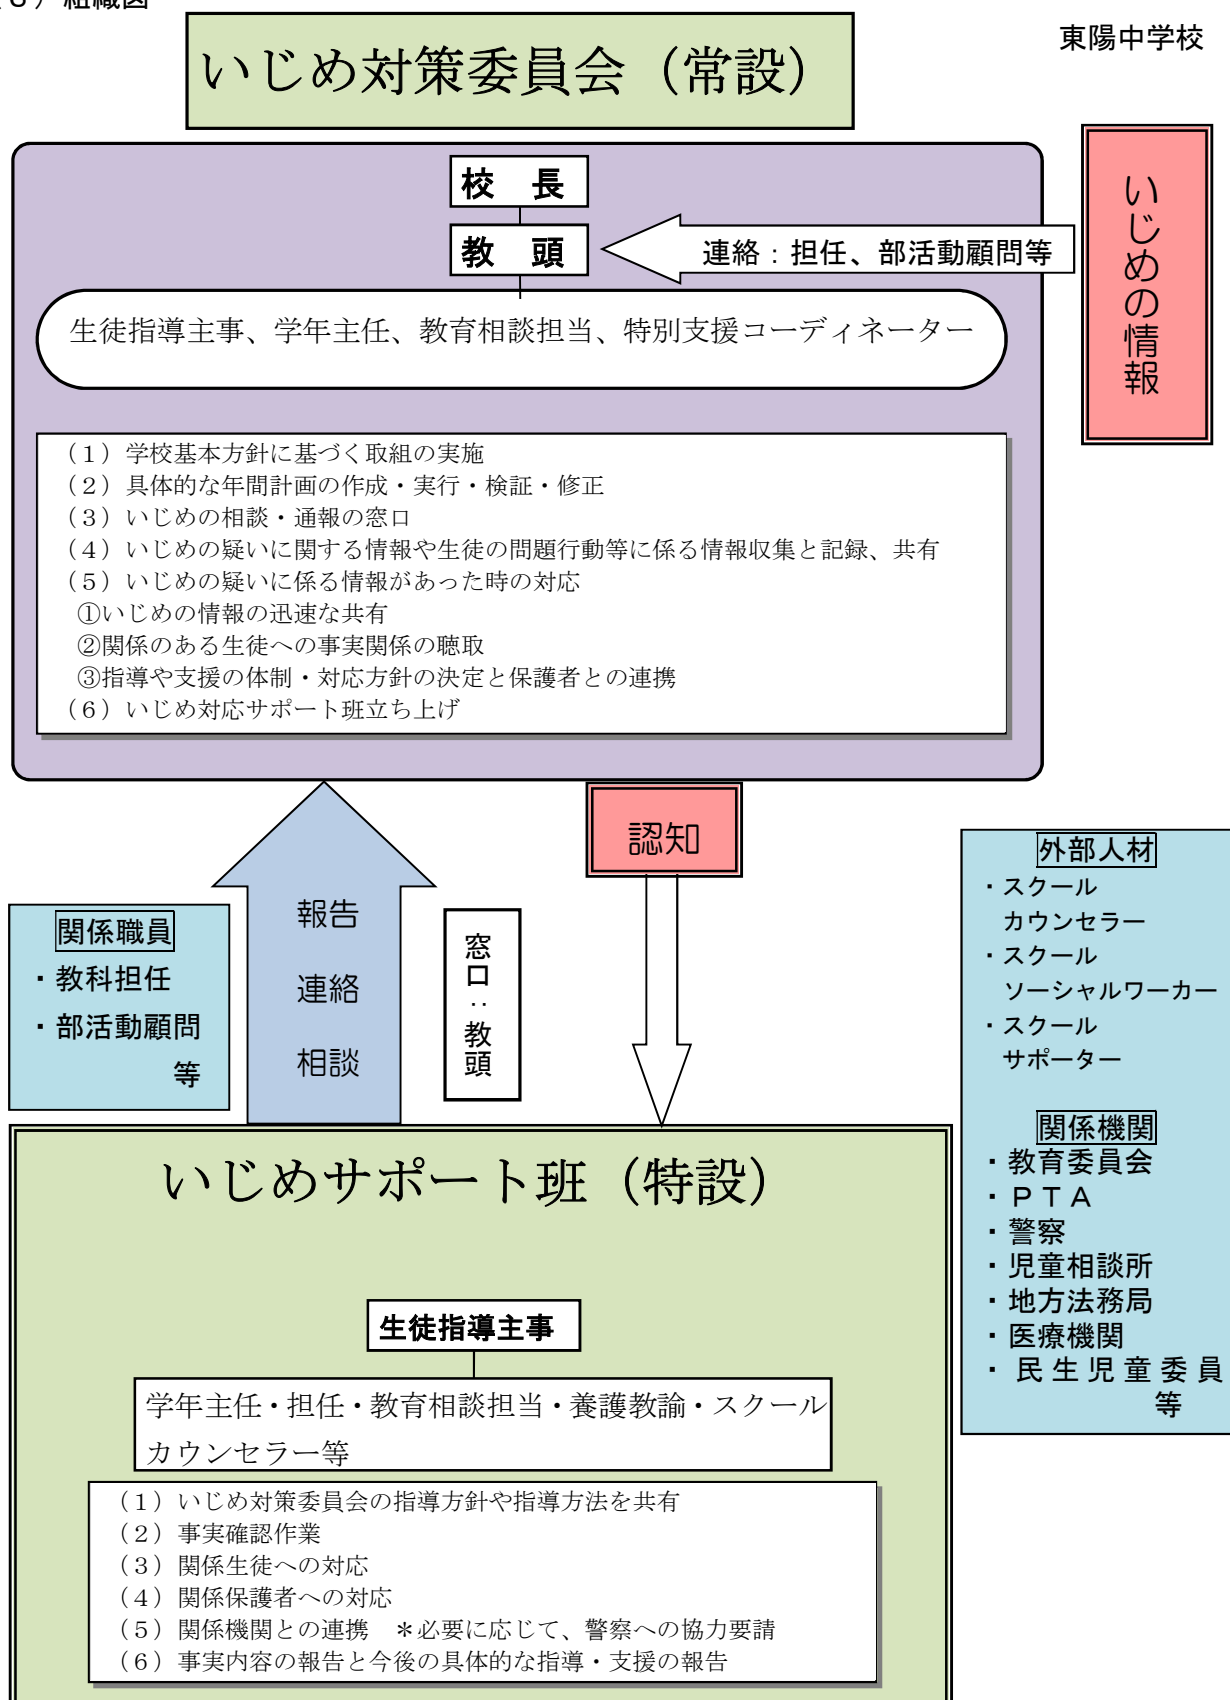 （３）組織図
東陽中学校
いじめ対策委員会（常設）
校　長
教　頭
連絡：担任、部活動顧問等
いじめの情報
生徒指導主事、学年主任、教育相談担当、特別支援コーディネーター
（１）学校基本方針に基づく取組の実施
（２）具体的な年間計画の作成・実行・検証・修正
（３）いじめの相談・通報の窓口
（４）いじめの疑いに関する情報や生徒の問題行動等に係る情報収集と記録、共有
（５）いじめの疑いに係る情報があった時の対応
①いじめの情報の迅速な共有
②関係のある生徒への事実関係の聴取
③指導や支援の体制・対応方針の決定と保護者との連携
（６）いじめ対応サポート班立ち上げ
認知
報告
連絡
相談
窓口：教頭
関係職員
・教科担任
・部活動顧問
等
外部人材
・スクール
カウンセラー
・スクール
ソーシャルワーカー
・スクール
サポーター
関係機関
・教育委員会
・ＰＴＡ
・警察
・児童相談所
・地方法務局
・医療機関
・民生児童委員
等
いじめサポート班（特設）
生徒指導主事
学年主任・担任・教育相談担当・養護教諭・スクール
カウンセラー等
（１）いじめ対策委員会の指導方針や指導方法を共有
（２）事実確認作業
（３）関係生徒への対応
（４）関係保護者への対応
（５）関係機関との連携　＊必要に応じて、警察への協力要請
（６）事実内容の報告と今後の具体的な指導・支援の報告